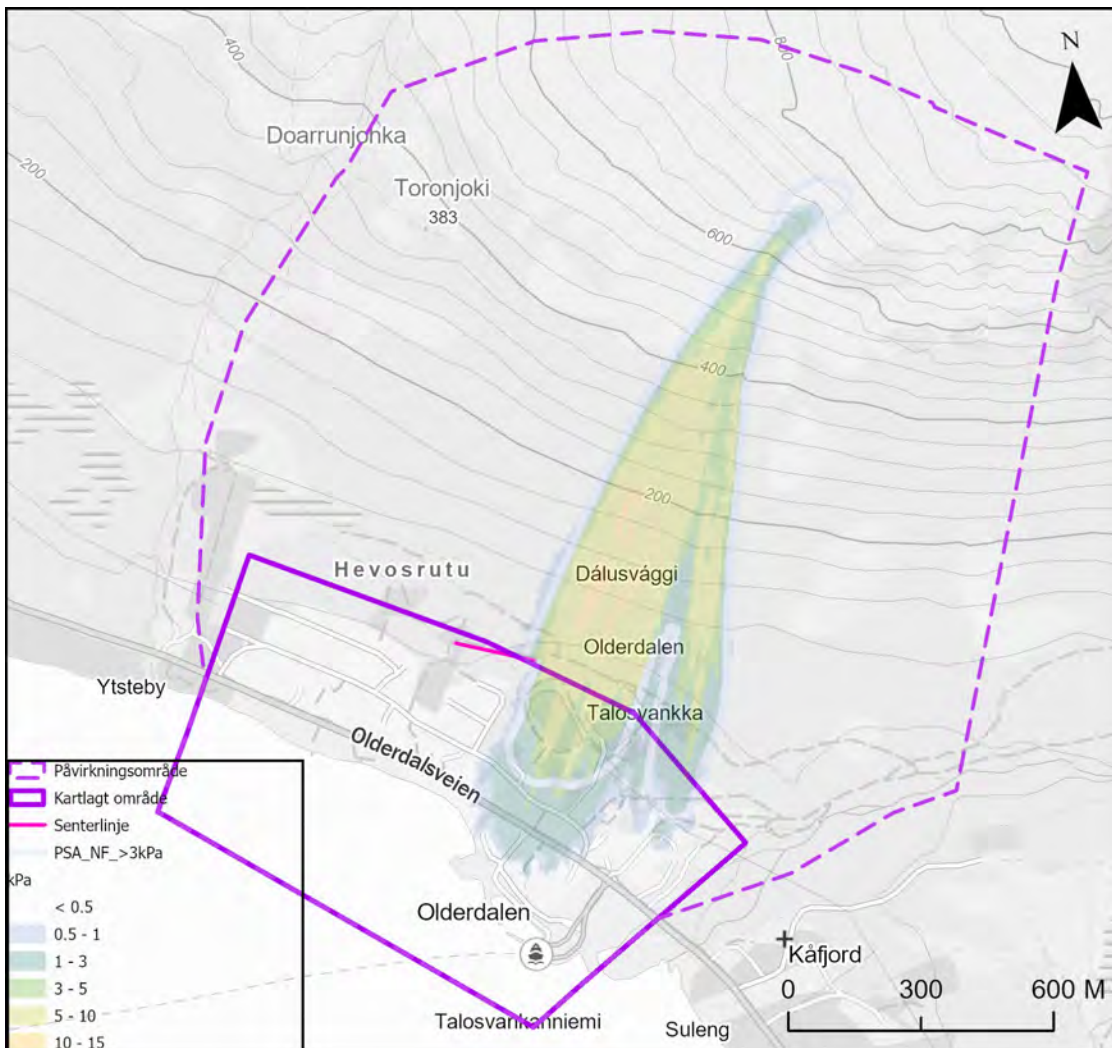 N
400
800
Doarrunjonka
200
Toronjoki
383
600
400
200
Dálusvággi
Hevosrutu
Olderdalen
Ytsteby
Talosvankka
Olderdalsveien
Påvirkningsområde
Kartlagt område
Senterlinje
PSA_NF_>3kPa
kPa
< 0.5
0.5 - 1
1 - 3
3 - 5
5 - 10
10 - 15
Olderdalen
Kåfjord
0 300 600 M
Talosvankanniemi
Suleng